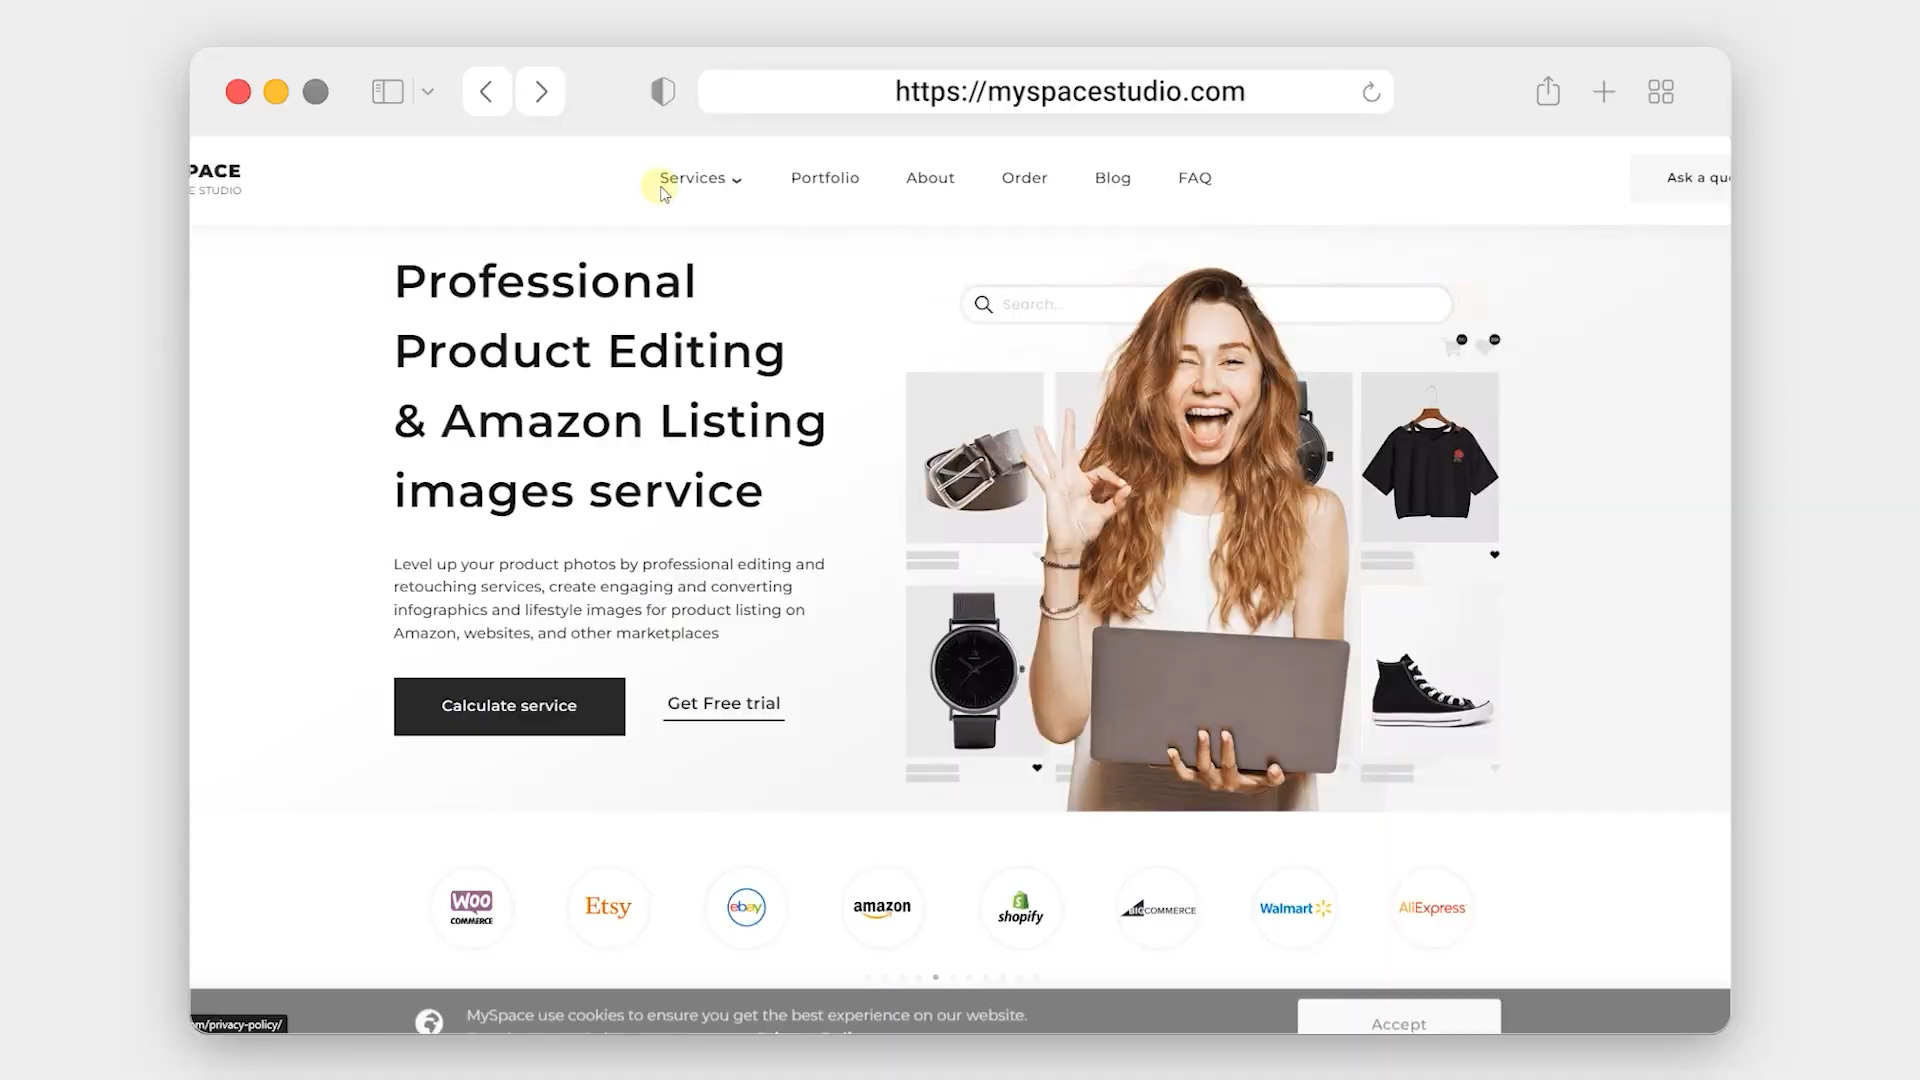 https://myspacestudio.com
PACE
E STUDIO
Services
Portfolio
About
Order
Blog
FAQ
Ask a qu
Professional
Product Editing
& Amazon Listing
images service
Search...
Level up your product photos by professional editing and
retouching services, create engaging and converting
infographics and lifestyle images for product listing on
Amazon, websites, and other marketplaces
Calculate service
Get Free trial
WOO
COMMERCE
Etsy
ebay
amazon
shopify
BIGCOMMERCE
Walmart
AliExpress
MySpace use cookies to ensure you get the best experience on our website.
Accept
m/privacy-policy/